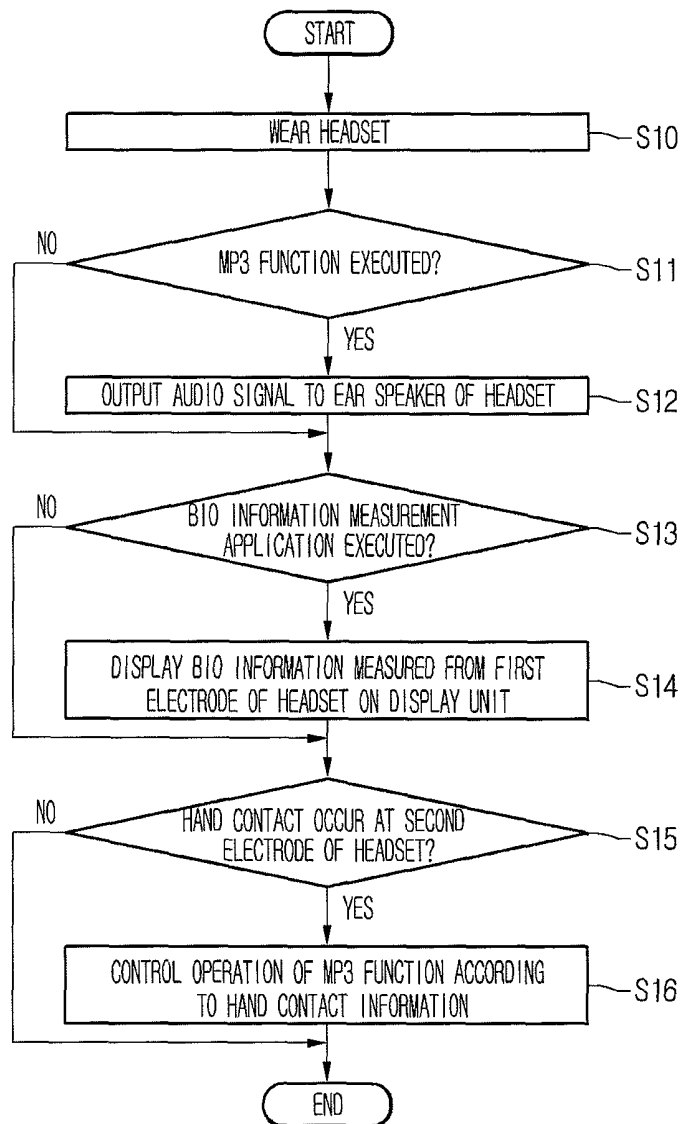 START
WEAR HEADSET
S10
NO
MP3 FUNCTION EXECUTED?
S11
YES
OUTPUT AUDIO SIGNAL TO EAR SPEAKER OF HEADSET
S12
NO
BIO INFORMATION MEASUREMENT
APPLICATION EXECUTED?
S13
YES
DISPLAY BIO INFORMATION MEASURED FROM FIRST
ELECTRODE OF HEADSET ON DISPLAY UNIT
S14
NO
HAND CONTACT OCCUR AT SECOND
ELECTRODE OF HEADSET?
S15
YES
CONTROL OPERATION OF MP3 FUNCTION ACCORDING
TO HAND CONTACT INFORMATION
S16
END